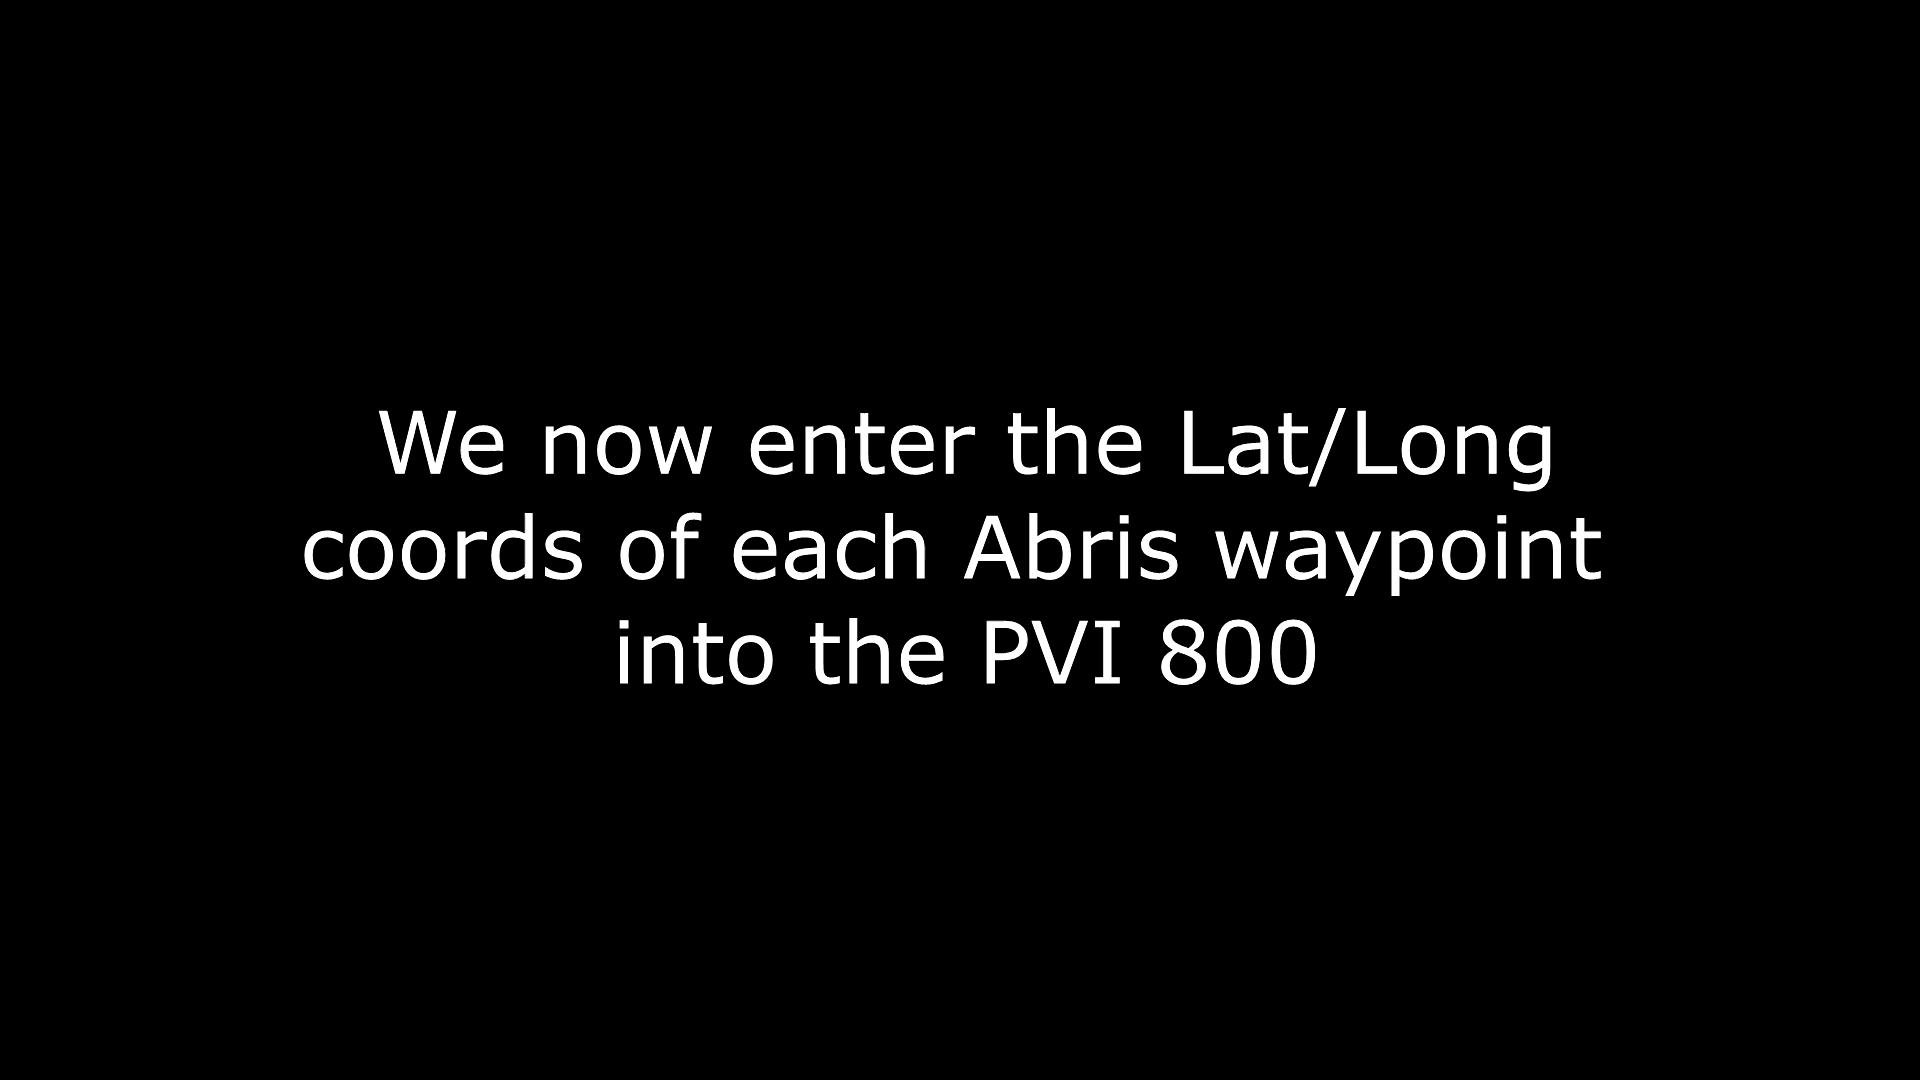 We now enter the Lat/Long
coords of each Abris waypoint
into the PVI 800